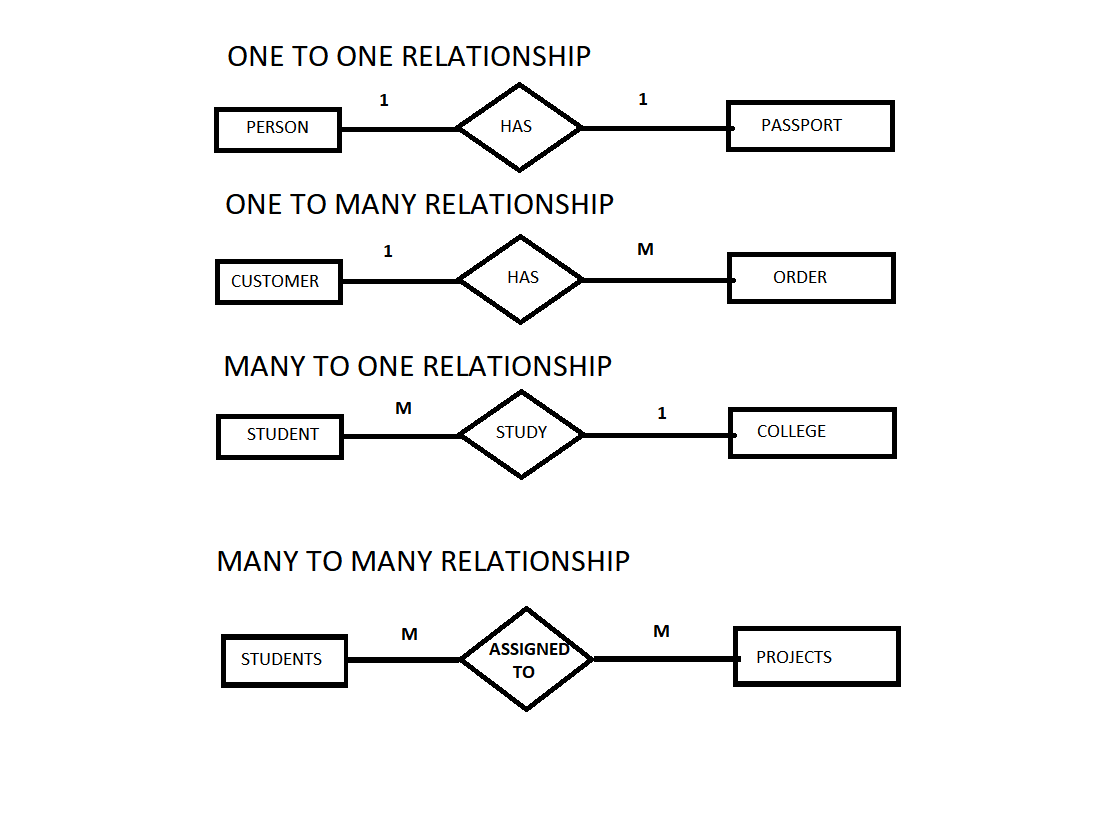 ONE TO ONE RELATIONSHIP
1
1
PERSON
HAS
PASSPORT
ONE TO MANY RELATIONSHIP
1
M
CUSTOMER
HAS
ORDER
MANY TO ONE RELATIONSHIP
M
1
STUDENT
STUDY
COLLEGE
MANY TO MANY RELATIONSHIP
M
M
STUDENTS
ASSIGNED
TO
PROJECTS